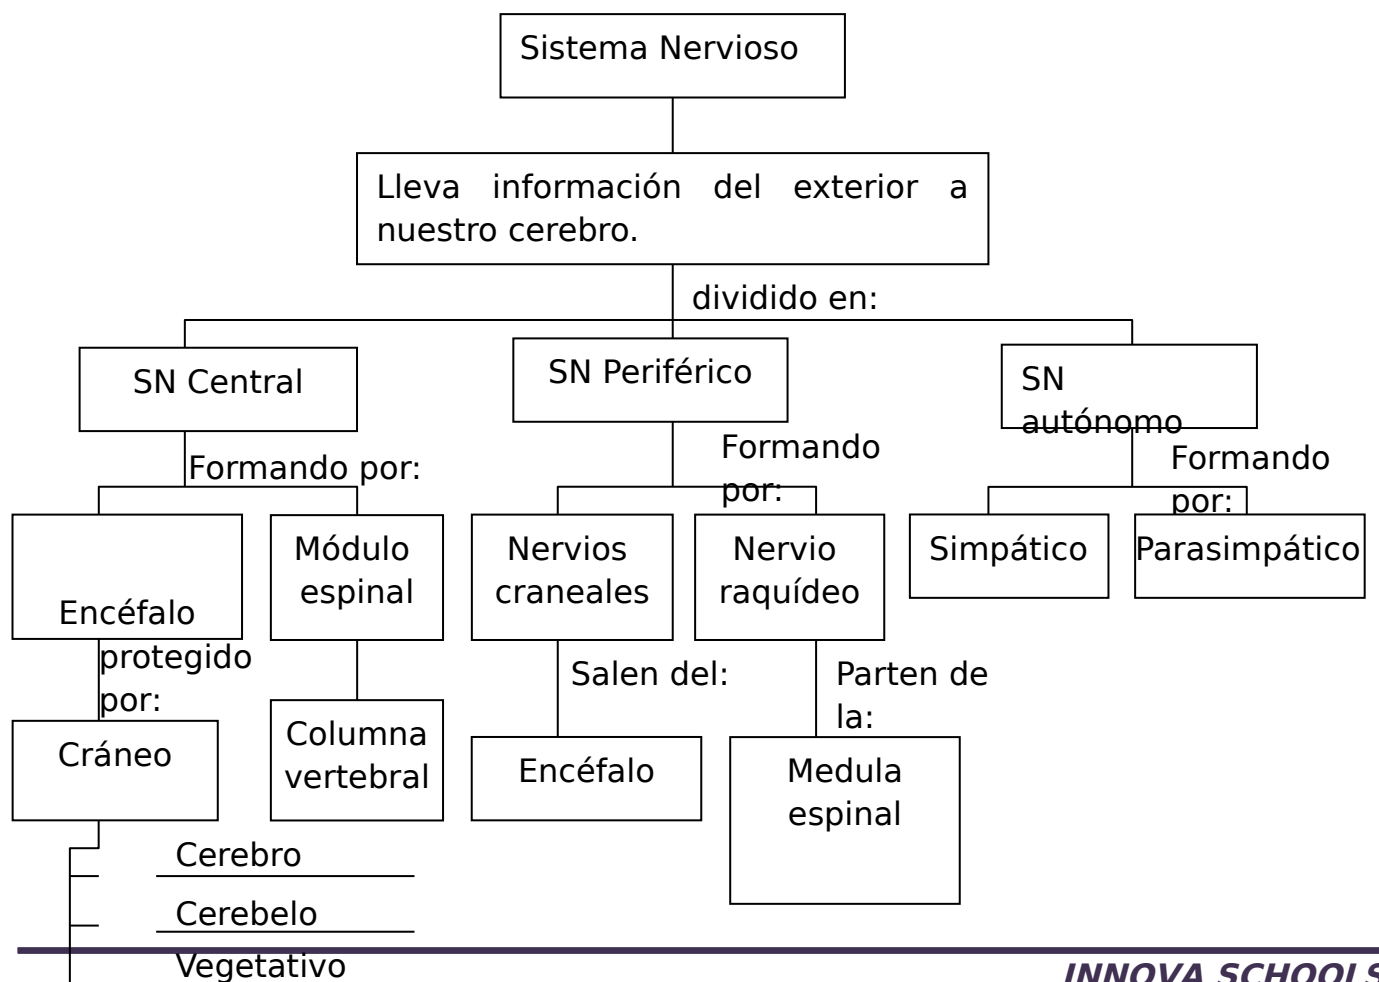 Sistema Nervioso
Lleva información del exterior a
nuestro cerebro.
dividido en:
SN Central
SN Periférico
SN
autónomo
Formando por:
Formando
por:
Formando
por:
Encéfalo
Módulo
espinal
Nervios
craneales
Nervio
raquídeo
Simpático
Parasimpático
protegido
por:
Salen del:
Parten de
la:
Cráneo
Columna
vertebral
Encéfalo
Medula
espinal
Cerebro
Cerebelo
Vegetativo
INNOVA SCHOOLS